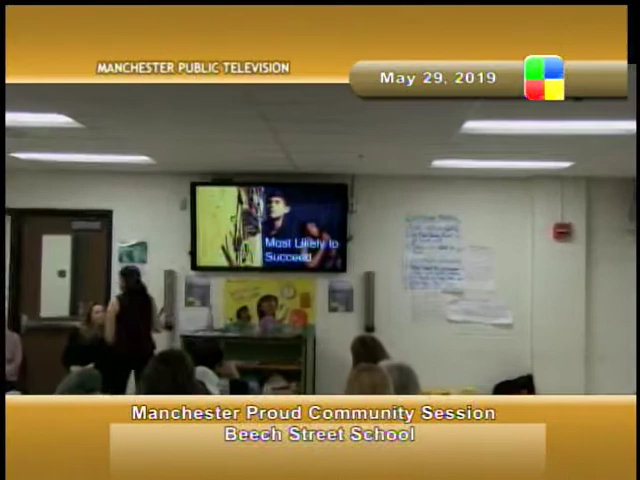 MANCHESTER PUBLIC TELEVISION
May 29, 2019
Most Likely to
Succeed
Manchester Proud Community Session
Beech Street School